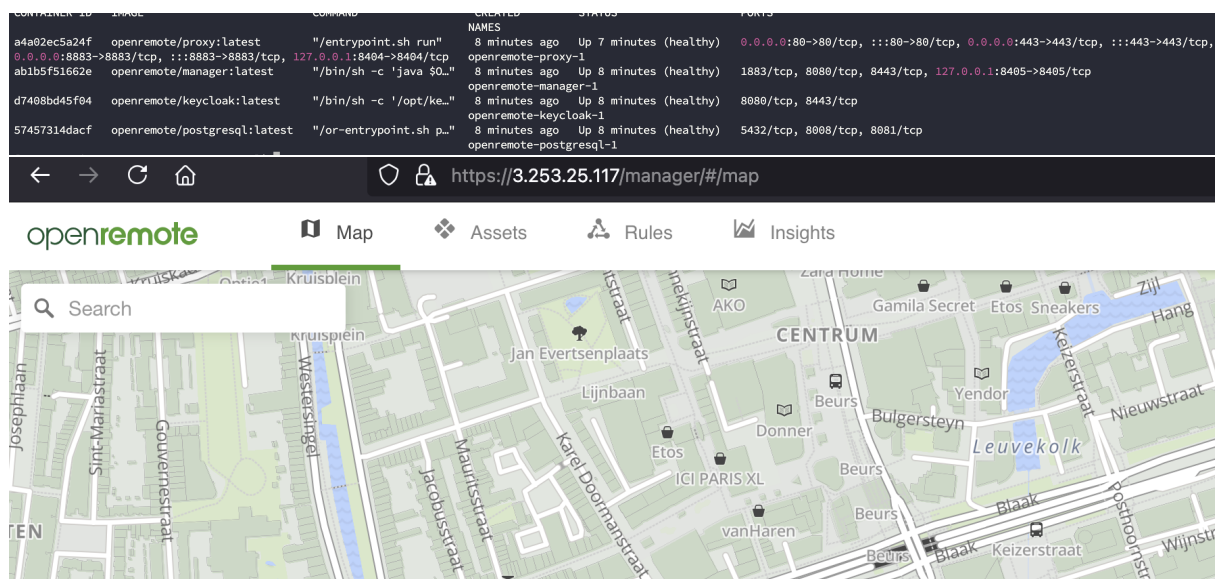 CONTAINER ID   IMAGE   COMMAND   CREATED   STATUS   PORTS
NAMES
a4a02ec5a24f   openremote/proxy:latest   "/entrypoint.sh run"   8 minutes ago   Up 7 minutes (healthy)   0.0.0.0:80->80/tcp, :::80->80/tcp, 0.0.0.0:443->443/tcp, :::443->443/tcp,
0.0.0.0:8883->8883/tcp, :::8883->8883/tcp, 127.0.0.1:8404->8404/tcp   openremote-proxy-1
ab1b5f51662e   openremote/manager:latest   "/bin/sh -c 'java $O…"   8 minutes ago   Up 8 minutes (healthy)   1883/tcp, 8080/tcp, 8443/tcp, 127.0.0.1:8405->8405/tcp
openremote-manager-1
d7408bd45f04   openremote/keycloak:latest   "/bin/sh -c '/opt/ke…"   8 minutes ago   Up 8 minutes (healthy)   8080/tcp, 8443/tcp
openremote-keycloak-1
57457314dacf   openremote/postgresql:latest   "/or-entrypoint.sh p…"   8 minutes ago   Up 8 minutes (healthy)   5432/tcp, 8008/tcp, 8081/tcp
openremote-postgresql-1
https://3.253.25.117/manager/#/map
openremote   Map   Assets   Rules   Insights
Search
Kruisplein
Zara Home
Zijl
AKO
Gamila Secret
Etos
Sneakers
Hang
Kruisplein
CENTRUM
Jan Evertsenplaats
Keizerstraat
Josephlaan
Sint-Mariastraat
Westersingel
Lijnbaan
Beurs
Yendor
Nieuwstraat
Donner
Bulgersteyn
Gouvernestraat
Mauritsstraat
Karel Doormanstraat
Etos
Leuvekolk
ICI PARIS XL
Beurs
Jacobusstraat
vanHaren
Beurs
Blaak
Posthoornstr
TEN
Beurs
Blaak
Keizerstraat
Wijnstr